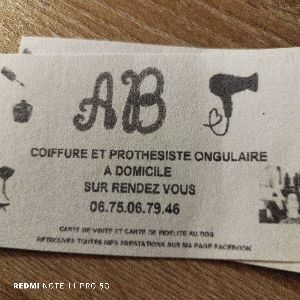 AB
COIFFURE ET PROTHESISTE ONGULAIRE
A DOMICILE
SUR RENDEZ VOUS
06.75.06.79.46
CARTE DE VISITE ET CARTE DE FIDELITE AU DOS
RETROUVES TOUTES MES PRESTATIONS SUR MA PAGE FACEBOOK
REDMI NOTE 11 PRO 5G